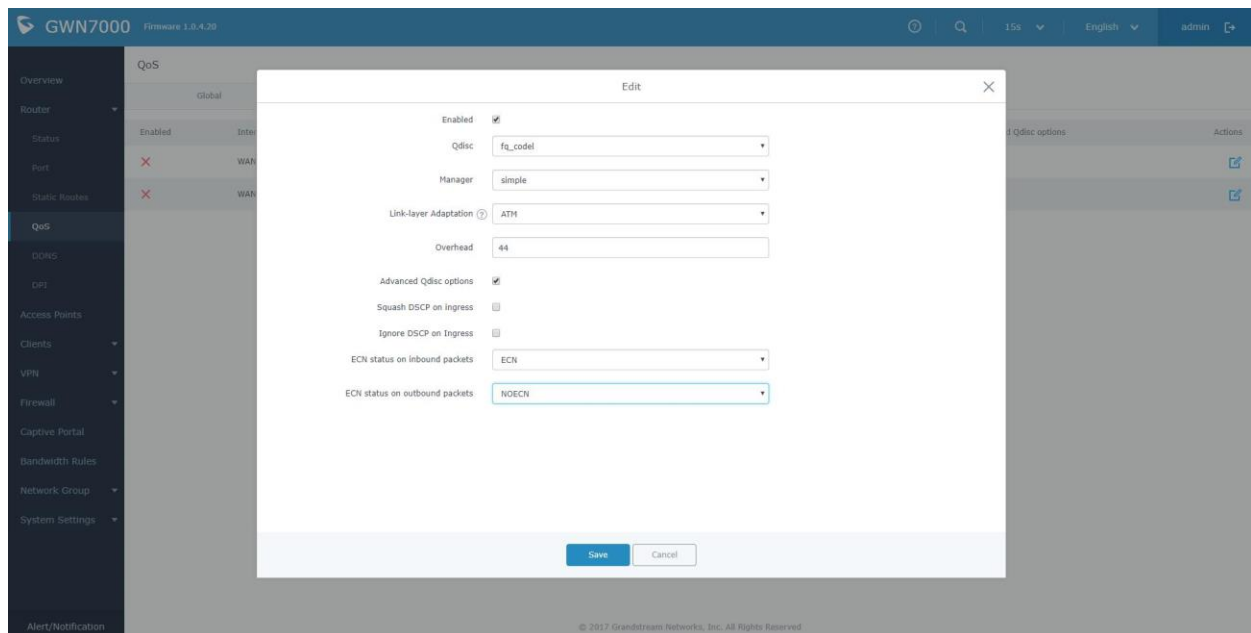 GWN7000 Firmware 1.0.4.20 15s English admin
QoS
Global
Enabled Inter d Qdisc options Actions
WAN
WAN
Overview
Router
Status
Port
Static Routes
QoS
DDNS
DPI
Access Points
Clients
VPN
Firewall
Captive Portal
Bandwidth Rules
Network Group
System Settings
Alert/Notification
Edit
Enabled
Qdisc fq_codel
Manager simple
Link-layer Adaptation ? ATM
Overhead 44
Advanced Qdisc options
Squash DSCP on ingress
Ignore DSCP on Ingress
ECN status on inbound packets ECN
ECN status on outbound packets NOECN
Save Cancel
© 2017 Grandstream Networks, Inc. All Rights Reserved